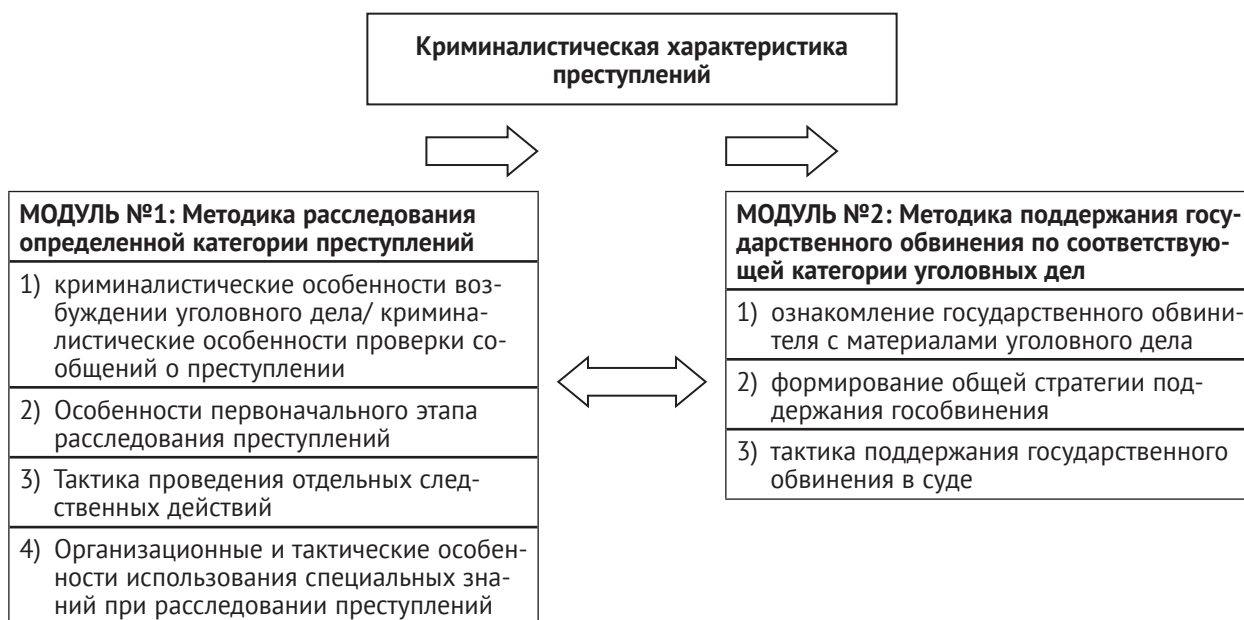 Криминалистическая характеристика
преступлений
МОДУЛЬ №1: Методика расследования
определенной категории преступлений
1) криминалистические особенности воз-
буждении уголовного дела/ кримина-
листические особенности проверки со-
общений о преступлении
2) Особенности первоначального этапа
расследования преступлений
3) Тактика проведения отдельных след-
ственных действий
4) Организационные и тактические особен-
ности использования специальных зна-
ний при расследовании преступлений
МОДУЛЬ №2: Методика поддержания госу-
дарственного обвинения по соответствую-
щей категории уголовных дел
1) ознакомление государственного обвини-
теля с материалами уголовного дела
2) формирование общей стратегии под-
держания гособвинения
3) тактика поддержания государственного
обвинения в суде